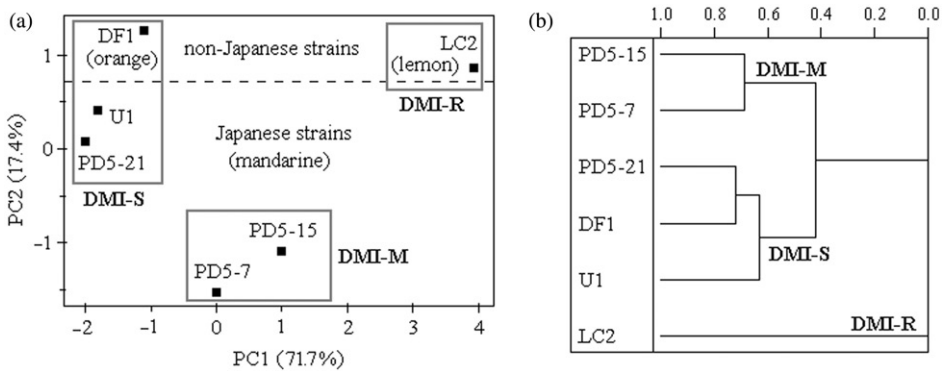 (a)
DF1
(orange)
non-Japanese strains
LC2
(lemon)
DMI-R
U1
PD5-21
DMI-S
Japanese strains
(mandarine)
PD5-15
PD5-7
DMI-M
PC2 (17.4%)
1
0
−1
−2 −1 0 1 2 3 4
PC1 (71.7%)
(b)
1.0 0.8 0.6 0.4 0.2 0.0
PD5-15
DMI-M
PD5-7
PD5-21
DF1
DMI-S
U1
DMI-R
LC2